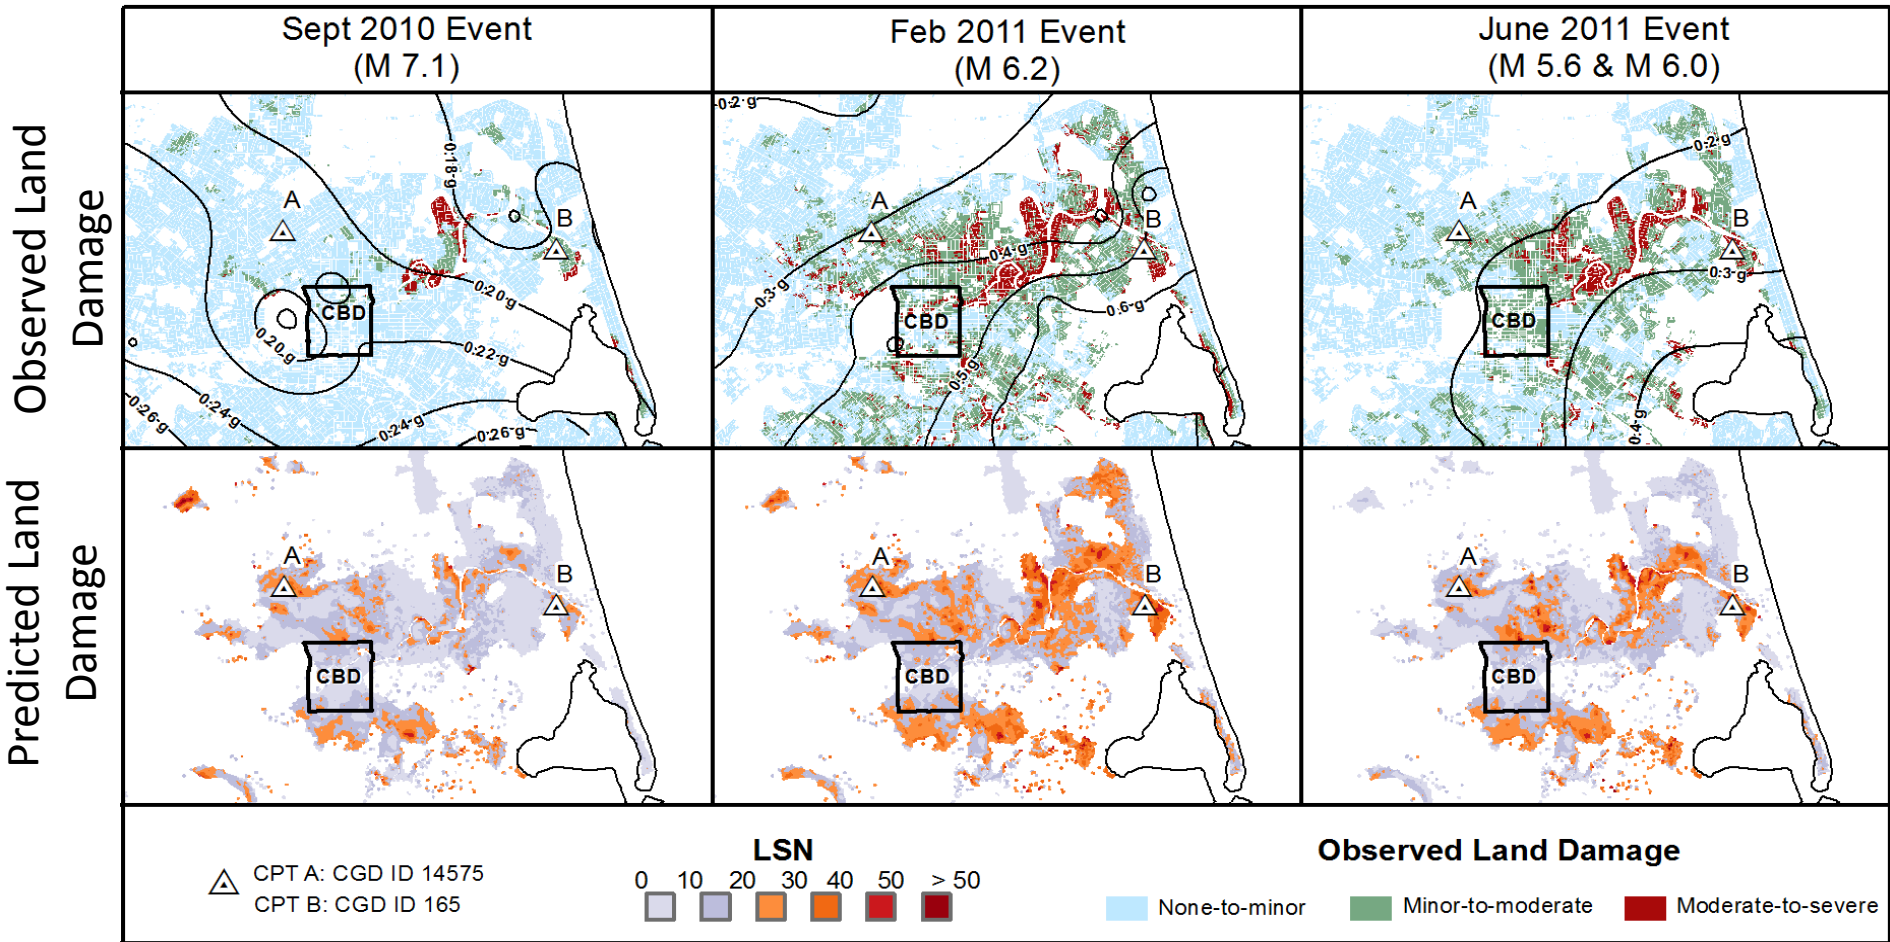 Sept 2010 Event
(M 7.1)
Feb 2011 Event
(M 6.2)
June 2011 Event
(M 5.6 & M 6.0)
Observed Land
Damage
0.18 g
A
B
0.20 g
CBD
0.20 g
0.22 g
0.24 g
0.26 g
0.24 g
0.26 g
0.2 g
A
B
0.4 g
0.3 g
CBD
0.6 g
0.5 g
0.2 g
A
B
0.3 g
CBD
0.4 g
Predicted Land
Damage
A
B
CBD
A
B
CBD
A
B
CBD
CPT A: CGD ID 14575
CPT B: CGD ID 165
LSN
0 10 20 30 40 50 > 50
Observed Land Damage
None-to-minor
Minor-to-moderate
Moderate-to-severe